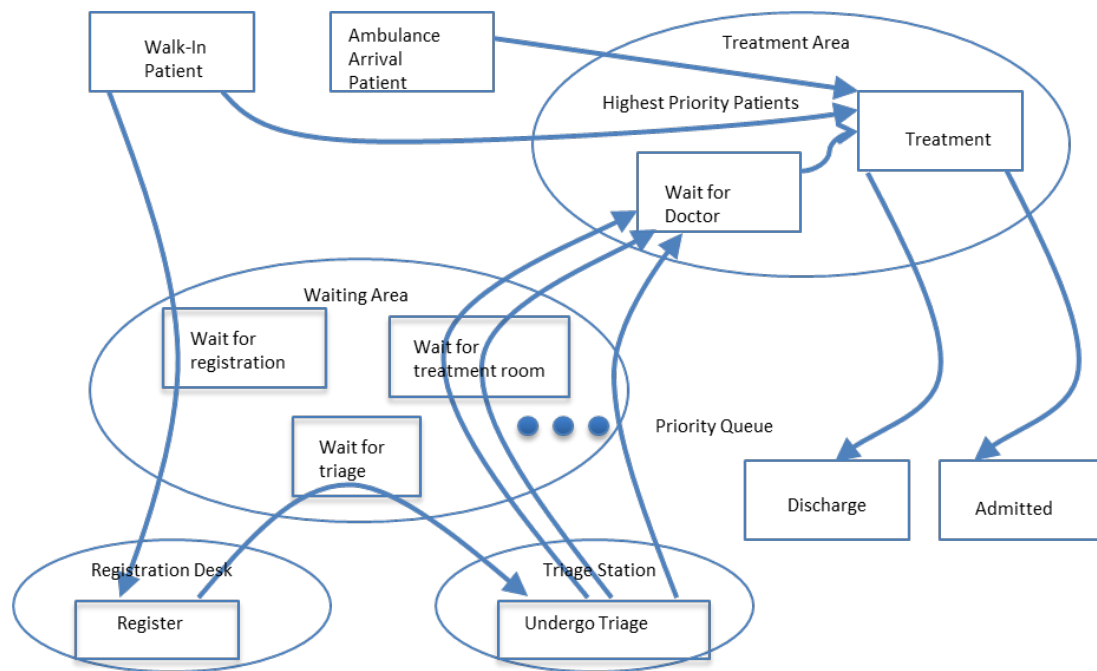 Walk-In
Patient
Ambulance
Arrival
Patient
Treatment Area
Highest Priority Patients
Treatment
Wait for
Doctor
Waiting Area
Wait for
registration
Wait for
treatment room
Wait for
triage
Priority Queue
Discharge
Admitted
Registration Desk
Register
Triage Station
Undergo Triage